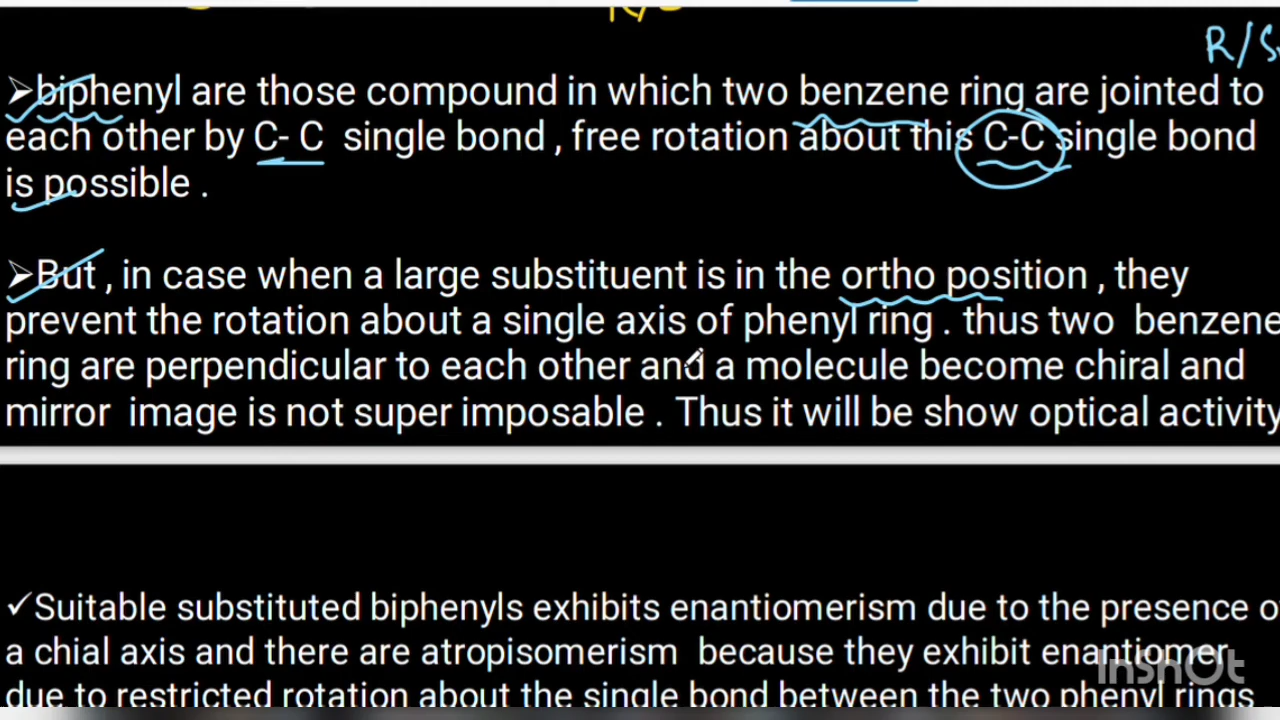 R/S
➢biphenyl are those compound in which two benzene ring are jointed to
each other by C- C single bond , free rotation about this C-C single bond
is possible .
➢But , in case when a large substituent is in the ortho position , they
prevent the rotation about a single axis of phenyl ring . thus two benzene
ring are perpendicular to each other and a molecule become chiral and
mirror image is not super imposable . Thus it will be show optical activity
✓Suitable substituted biphenyls exhibits enantiomerism due to the presence o
a chial axis and there are atropisomerism because they exhibit enantiomer
due to restricted rotation about the single bond between the two phenyl rings
InShOt